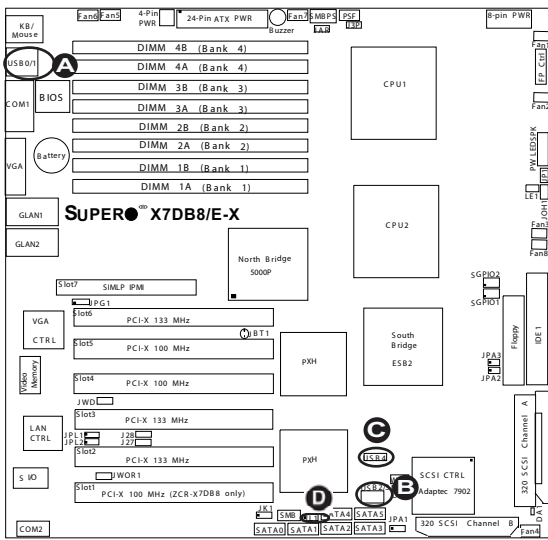 KB/
Mouse
Fan6 Fan5
4-Pin
PWR
24-Pin ATX PWR
Buzzer
Fan7
SMBPS
PSF
J3P
8-pin PWR
USB0/1
A
COM1
BIOS
DIMM 4B (Bank 4)
DIMM 4A (Bank 4)
DIMM 3B (Bank 3)
DIMM 3A (Bank 3)
DIMM 2B (Bank 2)
DIMM 2A (Bank 2)
DIMM 1B (Bank 1)
DIMM 1A (Bank 1)
CPU1
Fan1
FP Ctrl
Fan2
VGA
Battery
PW LED SPK
JP1
LE1
JOH1
GLAN1
SUPER X7DB8/E-X
CPU2
Fan3
Fan8
GLAN2
North Bridge
5000P
SGPIO2
SGPIO1
Slot7
SIMLP IPMI
JPG1
Slot6
PCI-X 133 MHz
VGA
CTRL
JBT1
Slot5
PCI-X 100 MHz
South
Bridge
ESB2
Floppy
IDE1
Video
Memory
PXH
Slot4
PCI-X 100 MHz
JPA3
JPA2
JWD
Slot3
PCI-X 133 MHz
LAN
CTRL
JPL1
JPL2
J28
J27
Slot2
PCI-X 133 MHz
C
USB4
PXH
320 SCSI Channel A
S IO
JWOR1
Slot1
PCI-X 100 MHz (ZCR-X7DB8 only)
B
SCSI CTRL
Adaptec 7902
D
JK1
SMB
SATA4
SATA5
JPA1
320 SCSI Channel B
DA1
COM2
SATA0
SATA1
SATA2
SATA3
Fan4